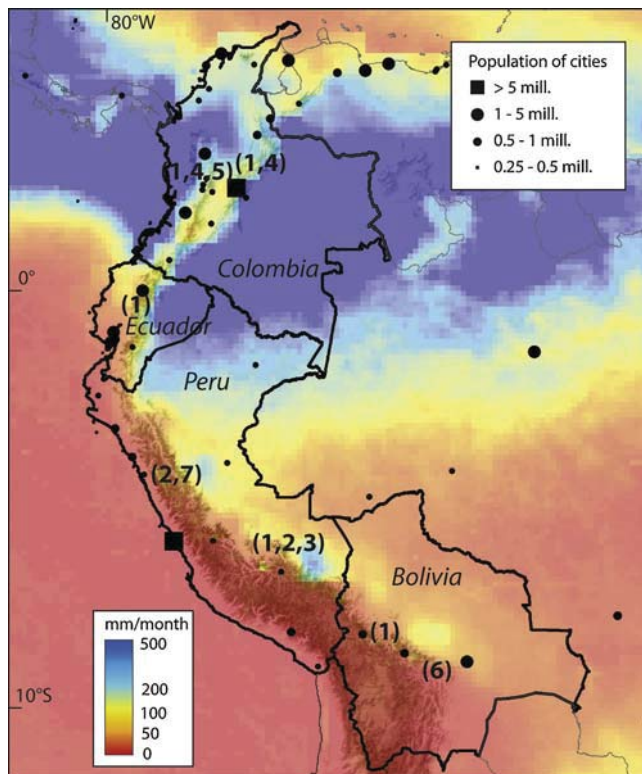 80°W
Population of cities
> 5 mill.
1 - 5 mill.
0.5 - 1 mill.
0.25 - 0.5 mill.
(1,4,5)
(1,4)
Colombia
0°
(1)
Ecuador
Peru
(2,7)
(1,2,3)
Bolivia
mm/month
500
200
100
50
0
(1)
(6)
10°S